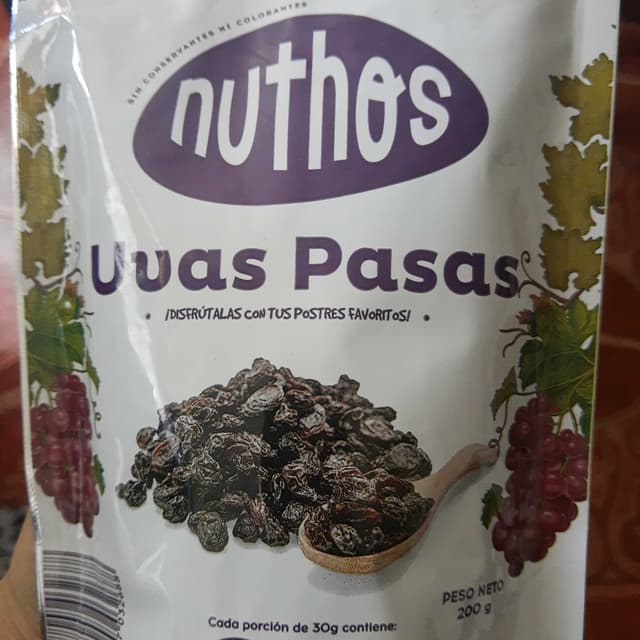 SIN CONSERVANTES NI COLORANTES
nuthos
Uvas Pasas
¡DISFRÚTALAS CON TUS POSTRES FAVORITOS!
PESO NETO
200 g
Cada porción de 30g contiene: